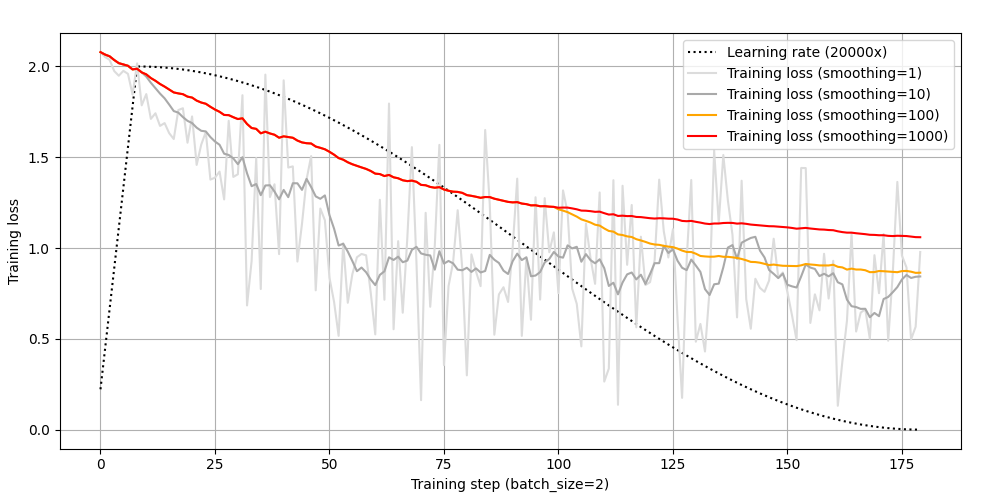 Learning rate (20000x)
Training loss (smoothing=1)
Training loss (smoothing=10)
Training loss (smoothing=100)
Training loss (smoothing=1000)
Training loss
2.0
1.5
1.0
0.5
0.0
0 25 50 75 100 125 150 175
Training step (batch_size=2)